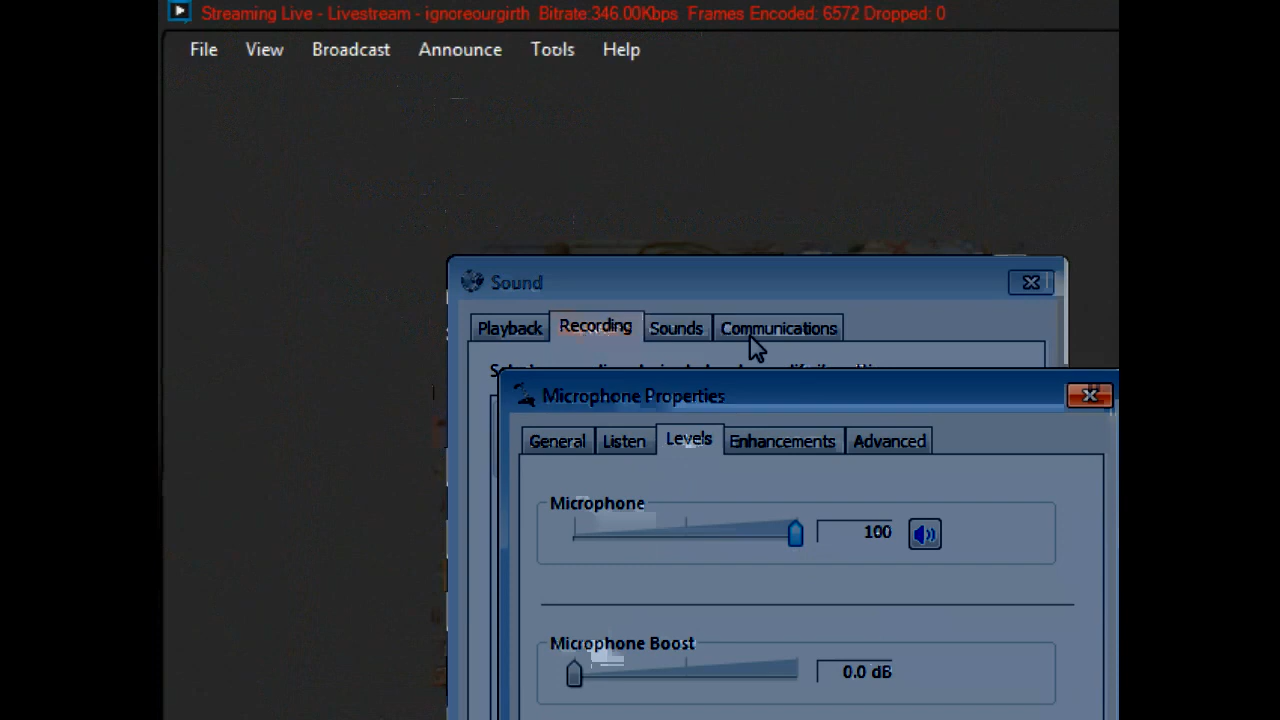 Streaming Live - Livestream - ignoreourgirth Bitrate:346.00Kbps Frames Encoded: 6572 Dropped: 0
File View Broadcast Announce Tools Help
Sound
Playback Recording Sounds Communications
Microphone Properties
General Listen Levels Enhancements Advanced
Microphone
100
Microphone Boost
0.0 dB